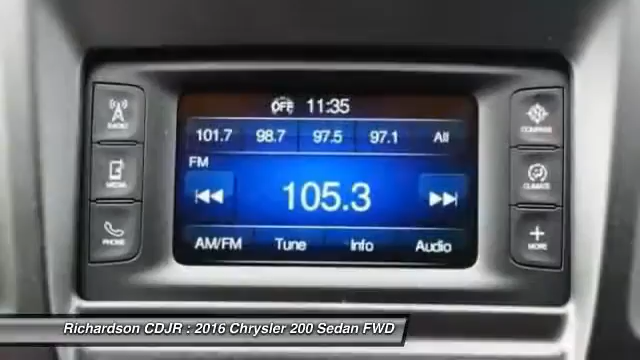 OFF 11:35
101.7 98.7 97.5 97.1 All
FM
105.3
AM/FM Tune Info Audio
RADIO
MEDIA
PHONE
COMPASS
CLIMATE
MORE
Richardson CDJR : 2016 Chrysler 200 Sedan FWD